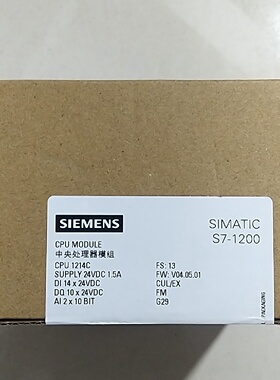 SIEMENS
SIMATIC
S7-1200
CPU MODULE
中央处理器模组
CPU 1214C FS: 13
SUPPLY 24VDC 1.5A FW: V04.05.01
DI 14 x 24VDC CUL/EX
DQ 10 x 24VDC FM
AI 2 x 10 BIT G29
PACKAGING